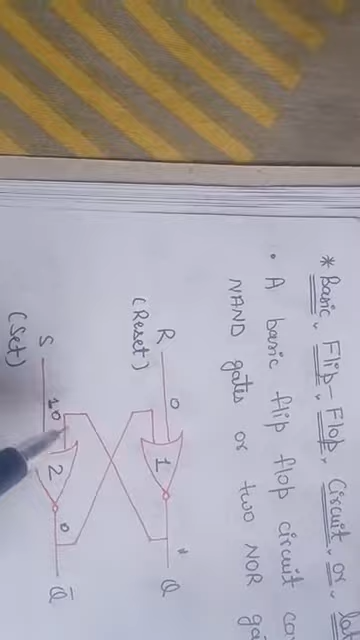 * Basic Flip-Flop Circuit or
• A basic flip flop circuit
NAND gates or two NOR
R
(Reset)
0
1
Q
S
(Set)
1 0
2
0
Q̅